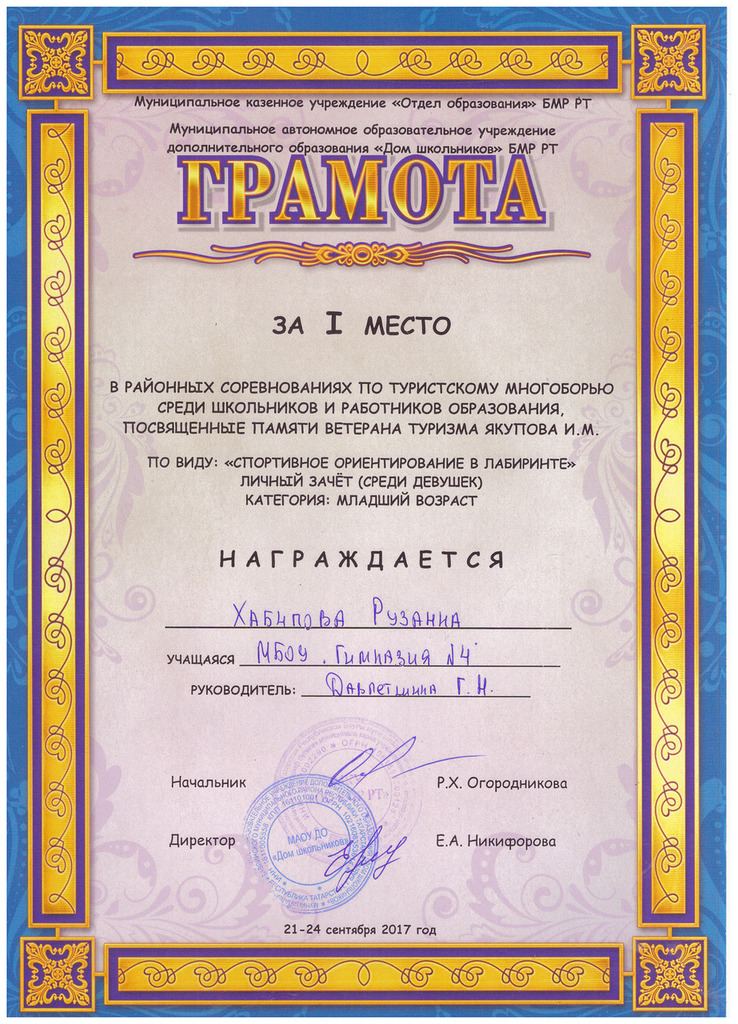 Муниципальное казенное учреждение «Отдел образования» БМР РТ
Муниципальное автономное образовательное учреждение
дополнительного образования «Дом школьников» БМР РТ
ГРАМОТА
ЗА I МЕСТО
В РАЙОННЫХ СОРЕВНОВАНИЯХ ПО ТУРИСТСКОМУ МНОГОБОРЬЮ
СРЕДИ ШКОЛЬНИКОВ И РАБОТНИКОВ ОБРАЗОВАНИЯ,
ПОСВЯЩЕННЫЕ ПАМЯТИ ВЕТЕРАНА ТУРИЗМА ЯКУПОВА И.М.
ПО ВИДУ: «СПОРТИВНОЕ ОРИЕНТИРОВАНИЕ В ЛАБИРИНТЕ»
ЛИЧНЫЙ ЗАЧЁТ (СРЕДИ ДЕВУШЕК)
КАТЕГОРИЯ: МЛАДШИЙ ВОЗРАСТ
НАГРАЖДАЕТСЯ
Хабипова Рузанна
УЧАЩАЯСЯ МБОУ "Гимназия №4"
РУКОВОДИТЕЛЬ: Давлетшина Г.Н.
Начальник Р.Х. Огородникова
Директор Е.А. Никифорова
МАОУ ДО
«Дом школьников»
21-24 сентября 2017 год